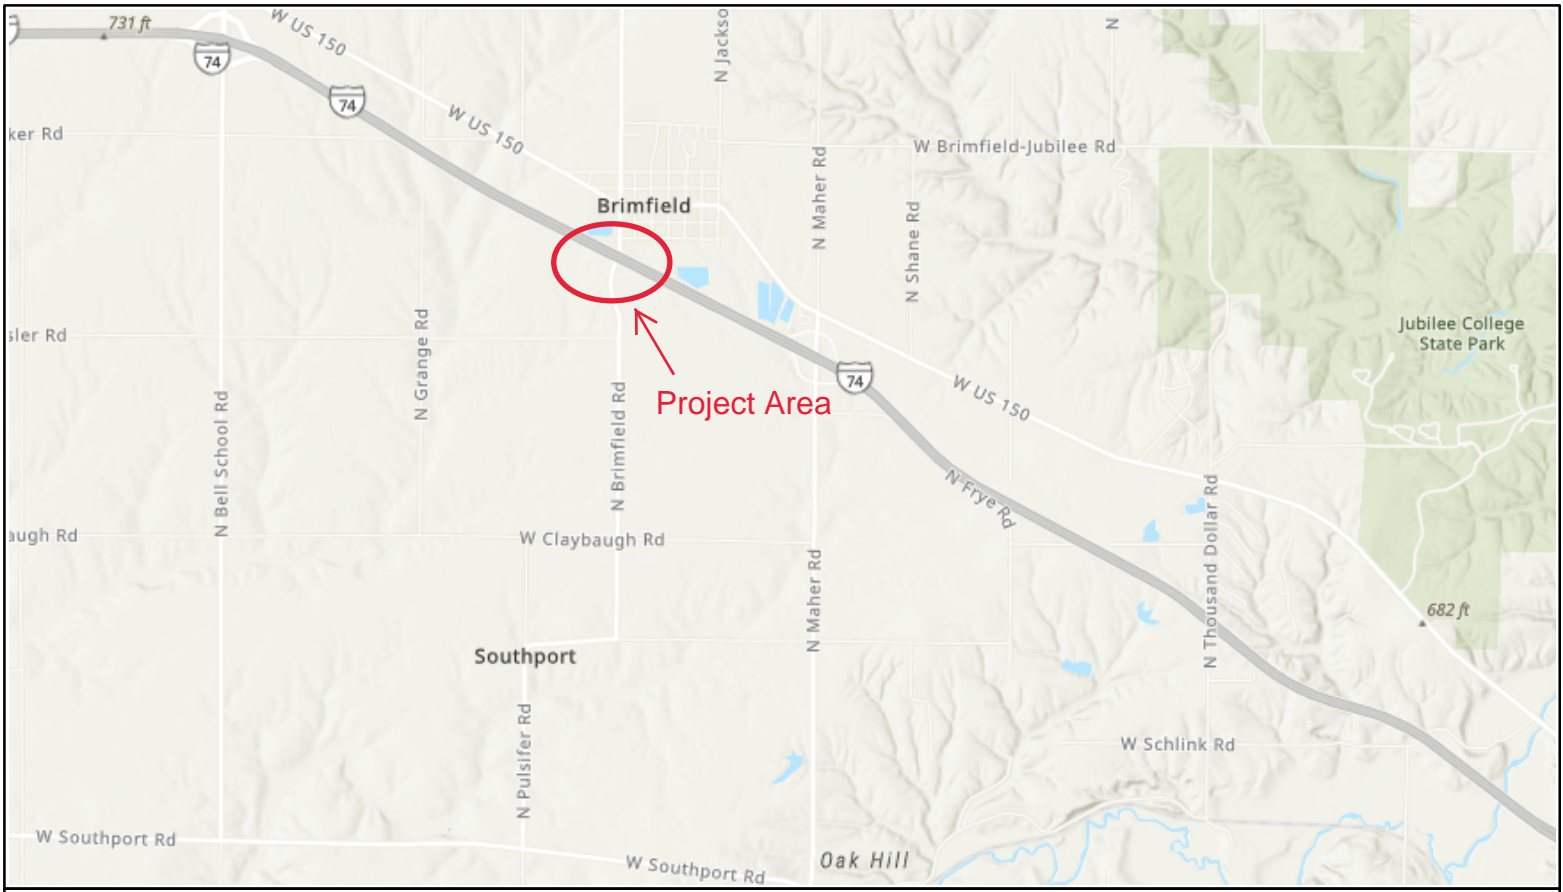 731 ft
W US 150
N Jackso
N
74
74
W US 150
ker Rd
W Brimfield-Jubilee Rd
N Maher Rd
Brimfield
N Shane Rd
sler Rd
N Grange Rd
Jubilee College
State Park
74
W US 150
Project Area
N Bell School Rd
N Brimfield Rd
N Frye Rd
N Thousand Dollar Rd
augh Rd
W Claybaugh Rd
N Maher Rd
682 ft
Southport
N Pulsifer Rd
W Schlink Rd
W Southport Rd
W Southport Rd
Oak Hill